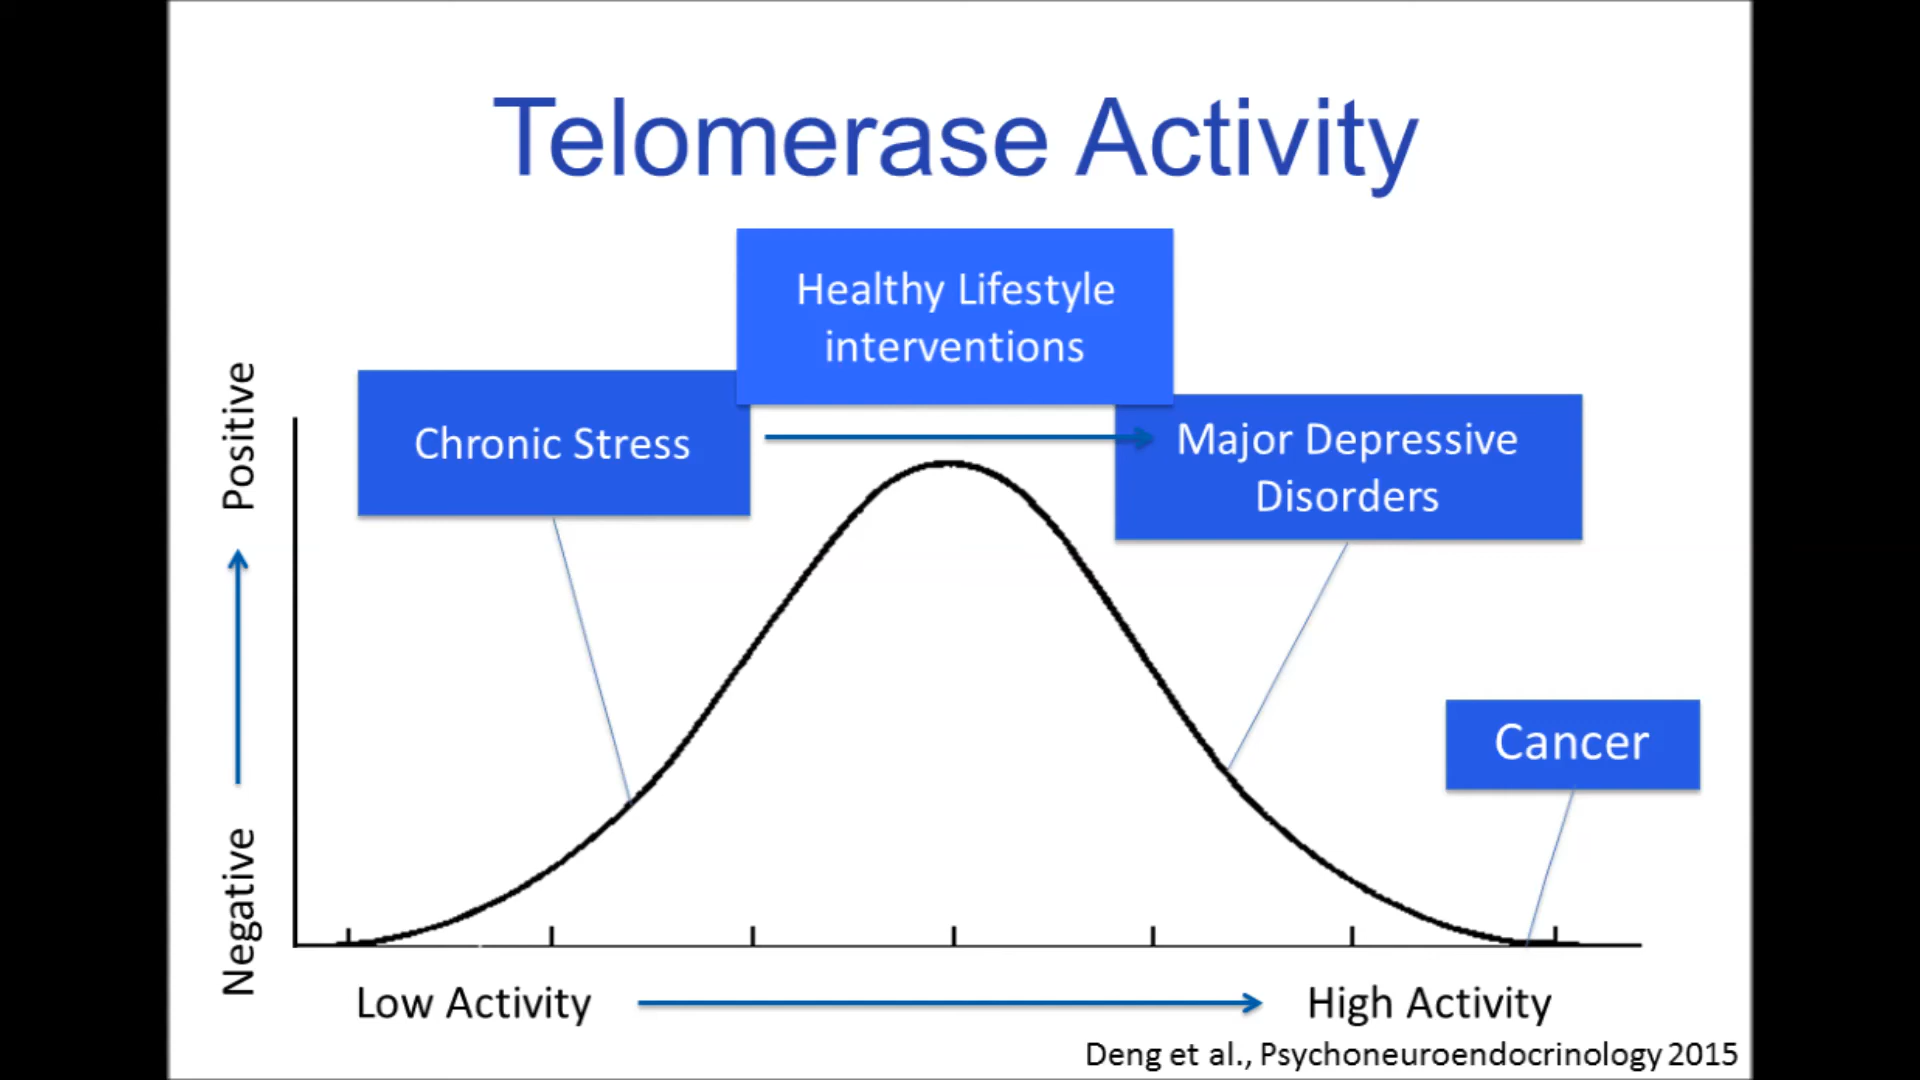 Telomerase Activity
Healthy Lifestyle
interventions
Chronic Stress
Major Depressive
Disorders
Cancer
Positive
Negative
Low Activity
High Activity
Deng et al., Psychoneuroendocrinology 2015